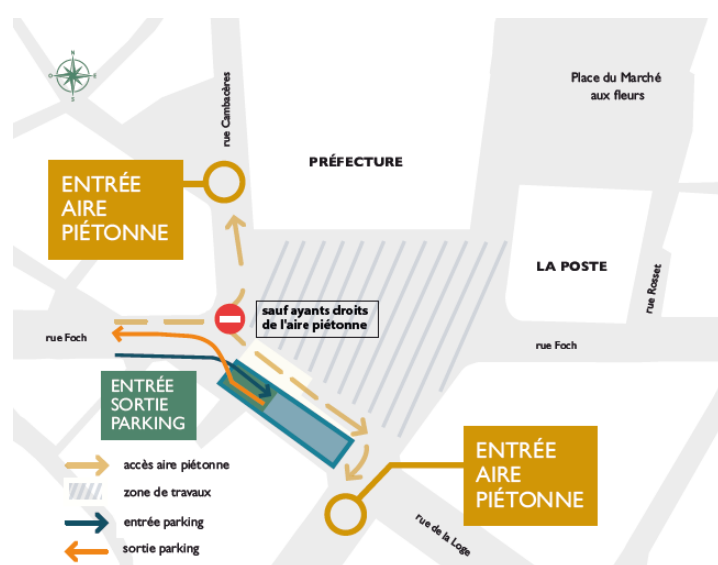 N
O
E
S
rue Cambacères
Place du Marché
aux fleurs
PRÉFECTURE
ENTRÉE
AIRE
PIÉTONNE
LA POSTE
rue Rosset
sauf ayants droits
de l'aire piétonne
rue Foch
rue Foch
ENTRÉE
SORTIE
PARKING
ENTRÉE
AIRE
PIÉTONNE
accès aire piétonne
zone de travaux
entrée parking
sortie parking
rue de la Loge